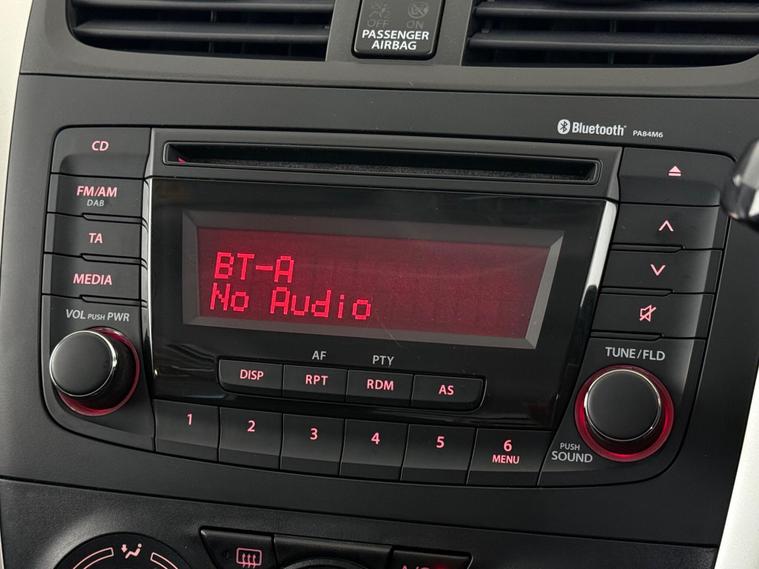 OFF ON
PASSENGER
AIRBAG
Bluetooth PAB4M6
CD
FM/AM
DAB
TA
MEDIA
VOL PUSH PWR
BT-A
No Audio
AF PTY
DISP RPT RDM AS
1 2 3 4 5 6
MENU
TUNE/FLD
PUSH
SOUND